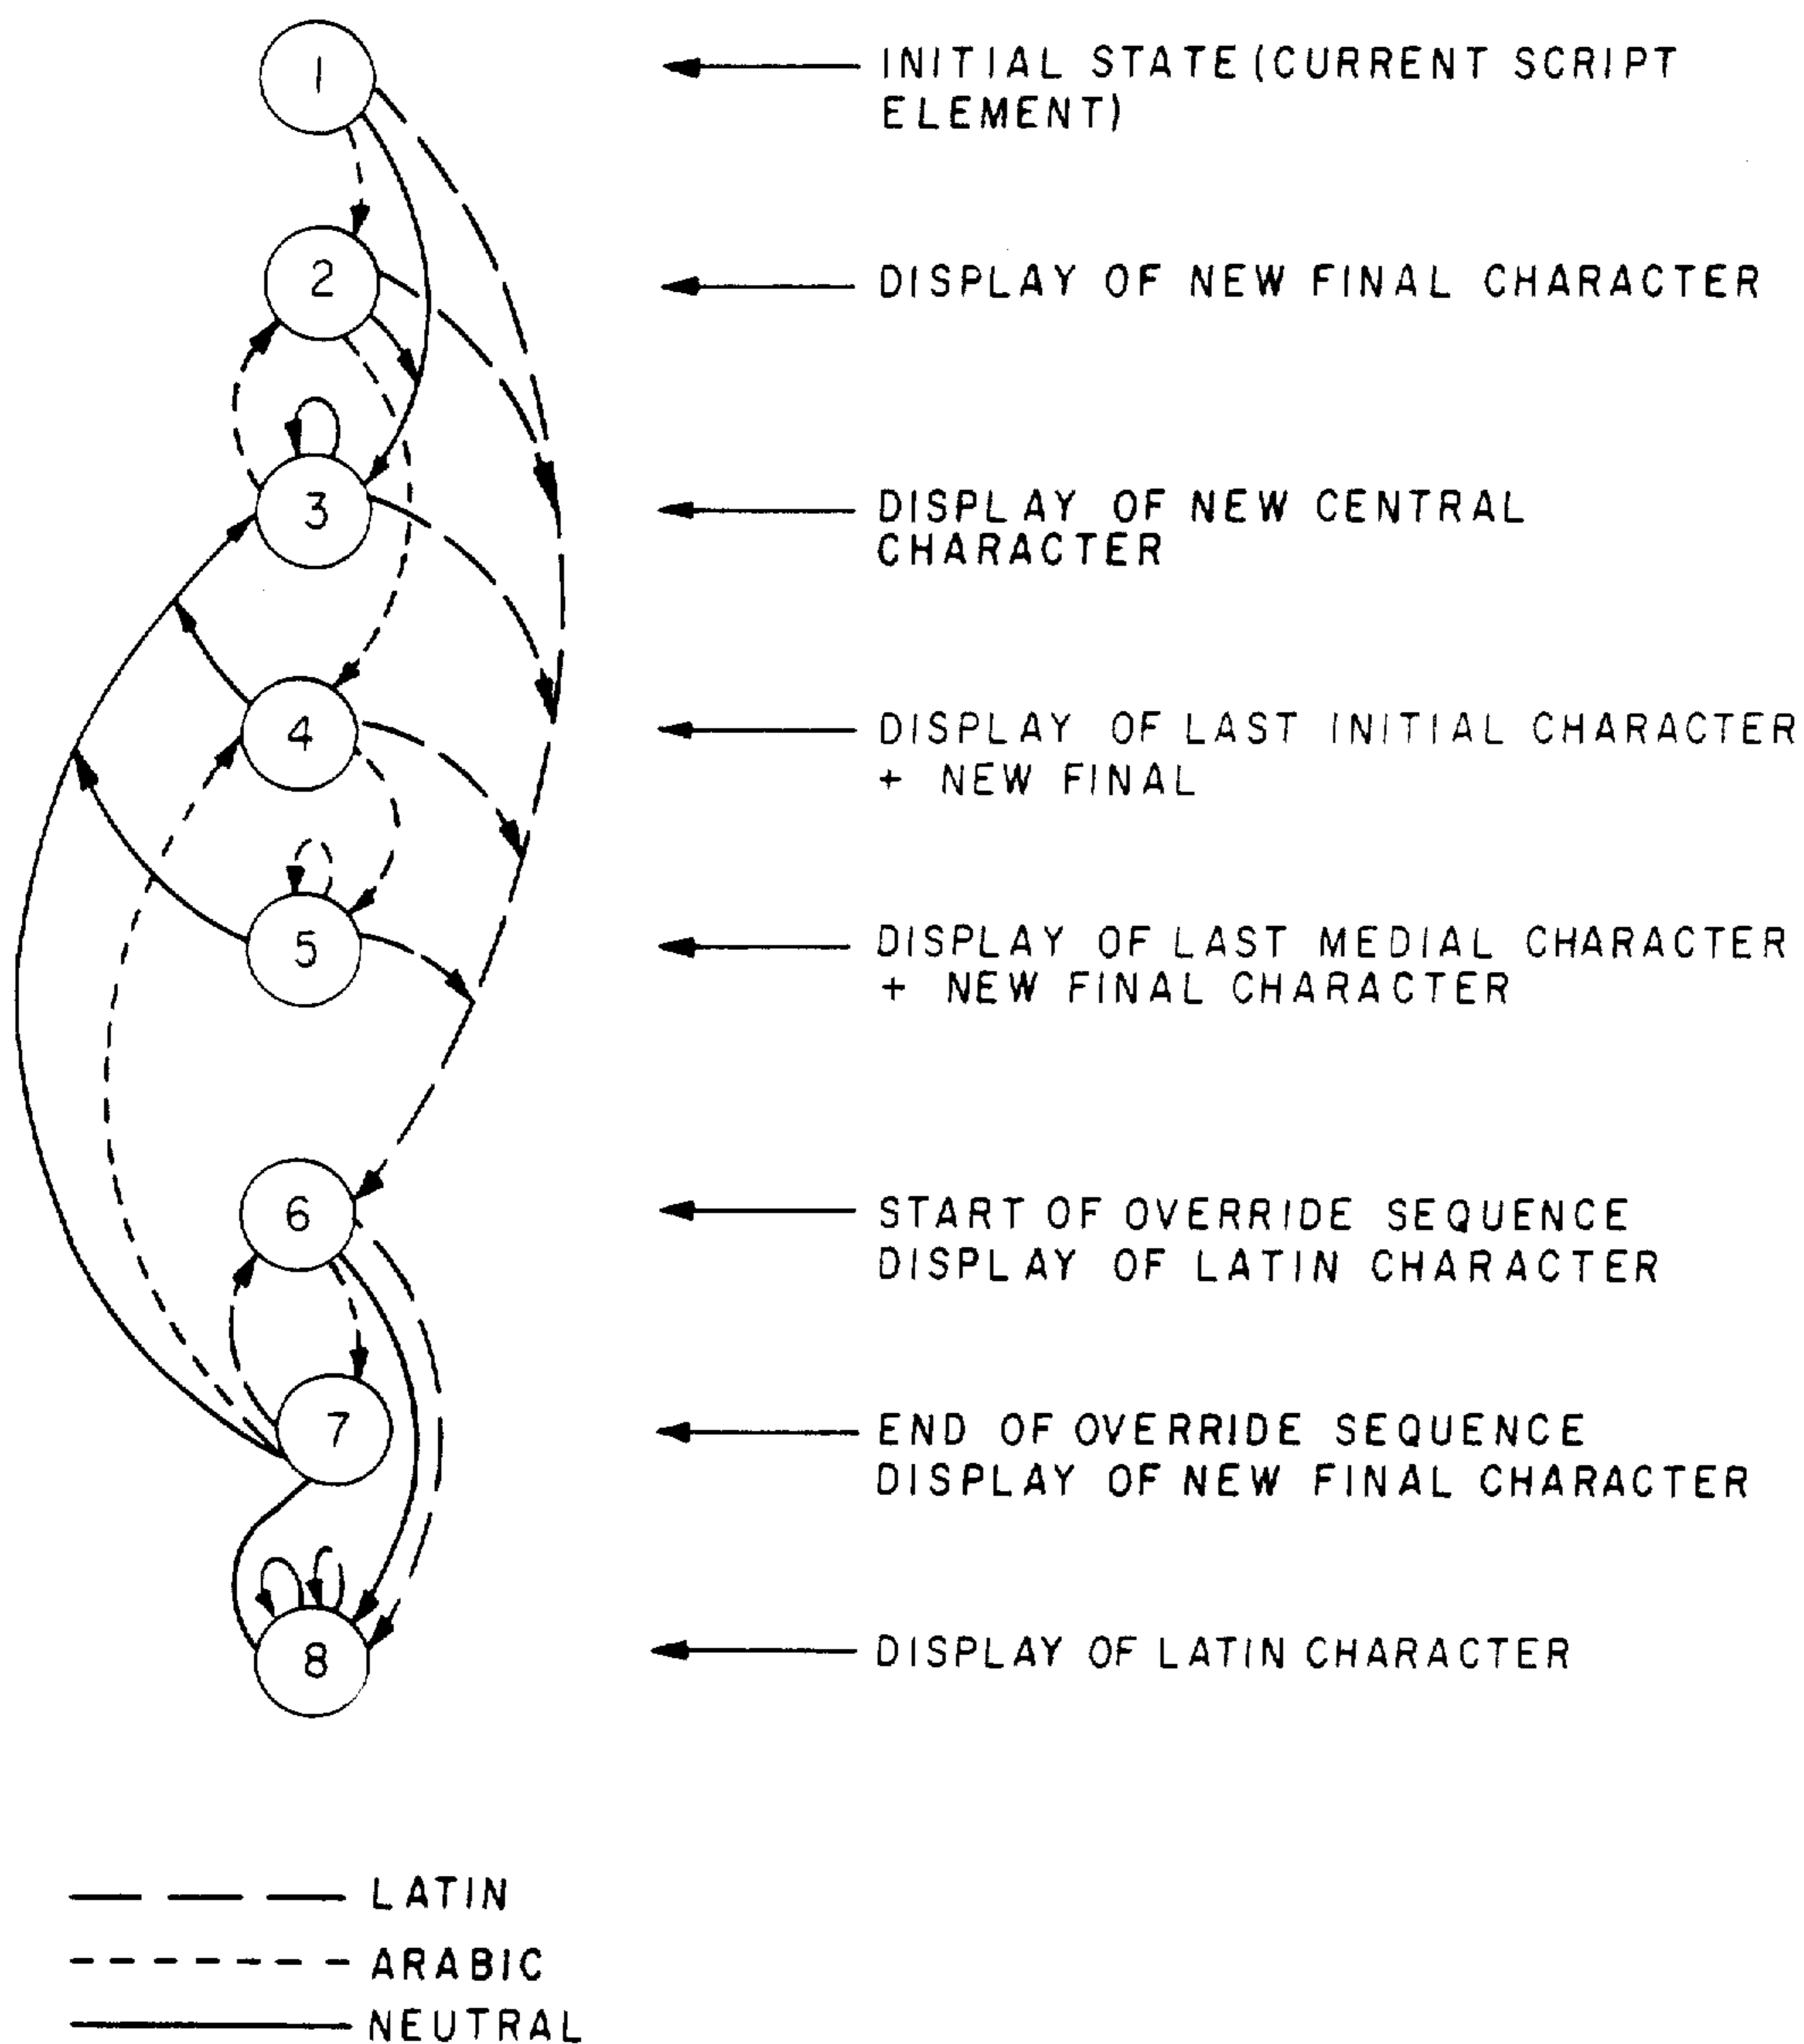 1
INITIAL STATE (CURRENT SCRIPT
ELEMENT)
2
DISPLAY OF NEW FINAL CHARACTER
3
DISPLAY OF NEW CENTRAL
CHARACTER
4
DISPLAY OF LAST INITIAL CHARACTER
+ NEW FINAL
5
DISPLAY OF LAST MEDIAL CHARACTER
+ NEW FINAL CHARACTER
6
START OF OVERRIDE SEQUENCE
DISPLAY OF LATIN CHARACTER
7
END OF OVERRIDE SEQUENCE
DISPLAY OF NEW FINAL CHARACTER
8
DISPLAY OF LATIN CHARACTER
LATIN
ARABIC
NEUTRAL